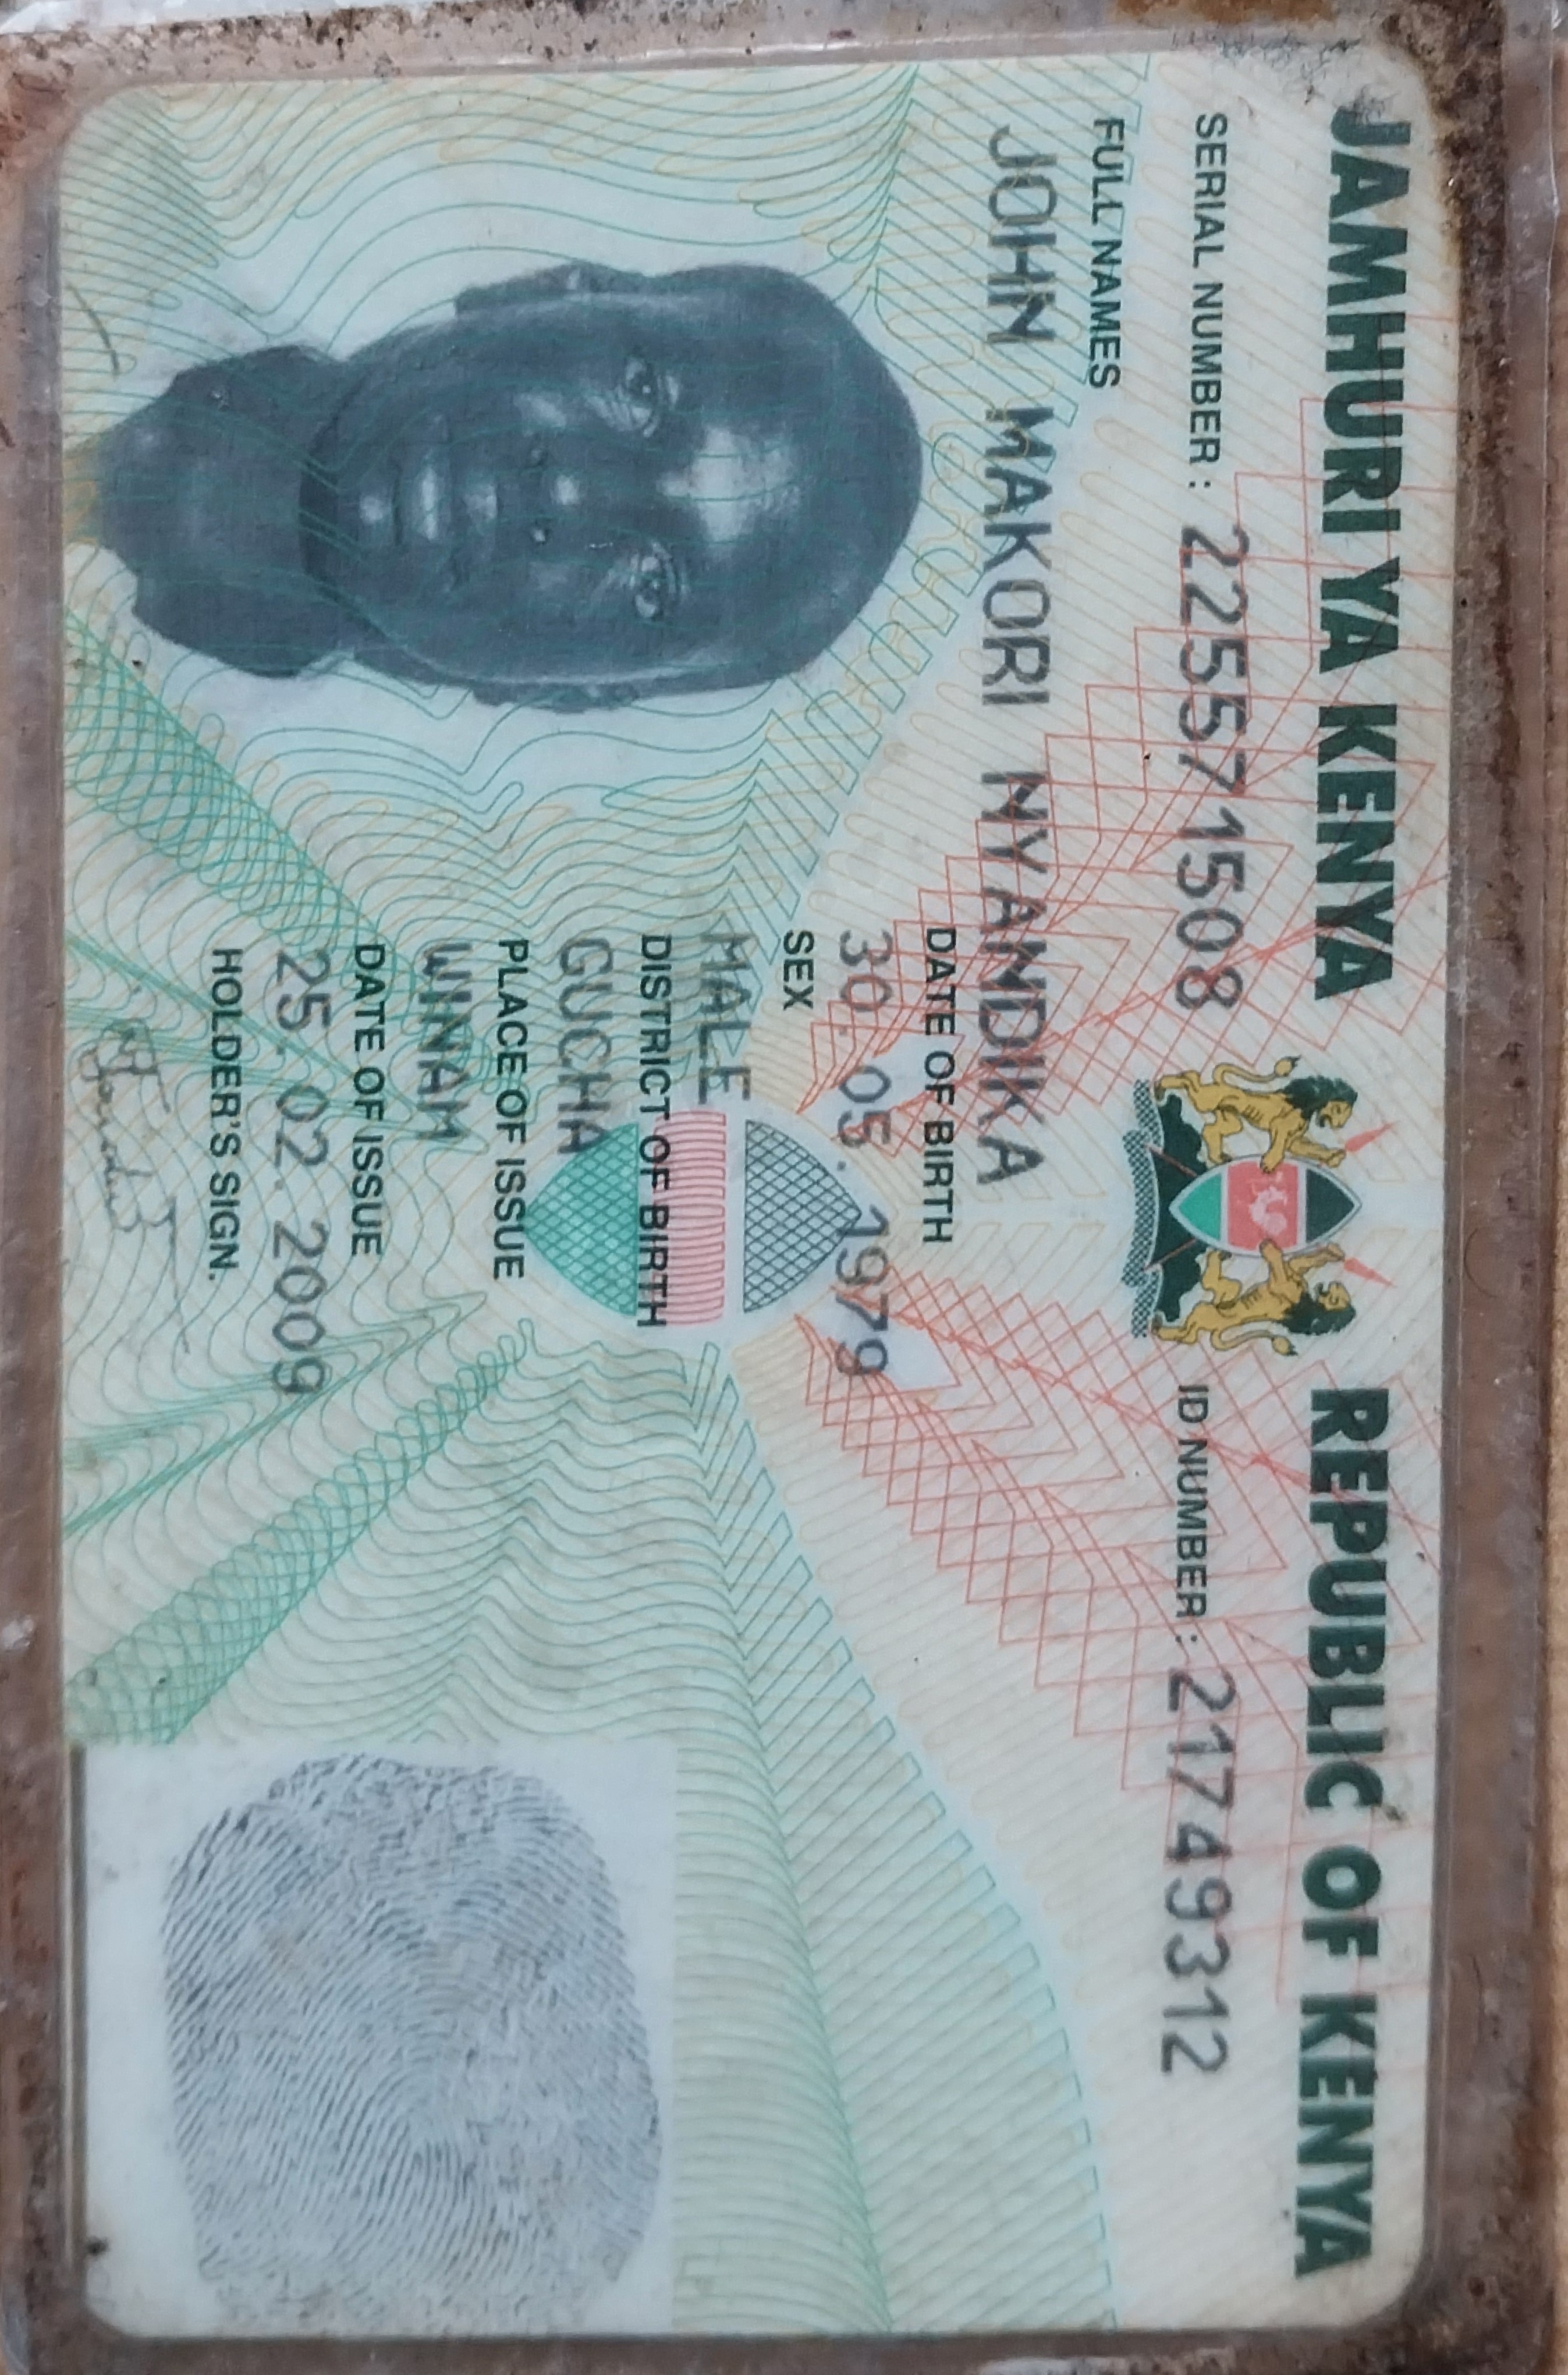 JAMHURI YA KENYA REPUBLIC OF KENYA
SERIAL NUMBER: 225571508 ID NUMBER: 21749312
FULL NAMES
JOHN MAKORI NYANDIKA
DATE OF BIRTH
30. 05. 1979
SEX
MALE
DISTRICT OF BIRTH
GUCHA
PLACE OF ISSUE
WINAM
DATE OF ISSUE
25. 02. 2009
HOLDER'S SIGN.